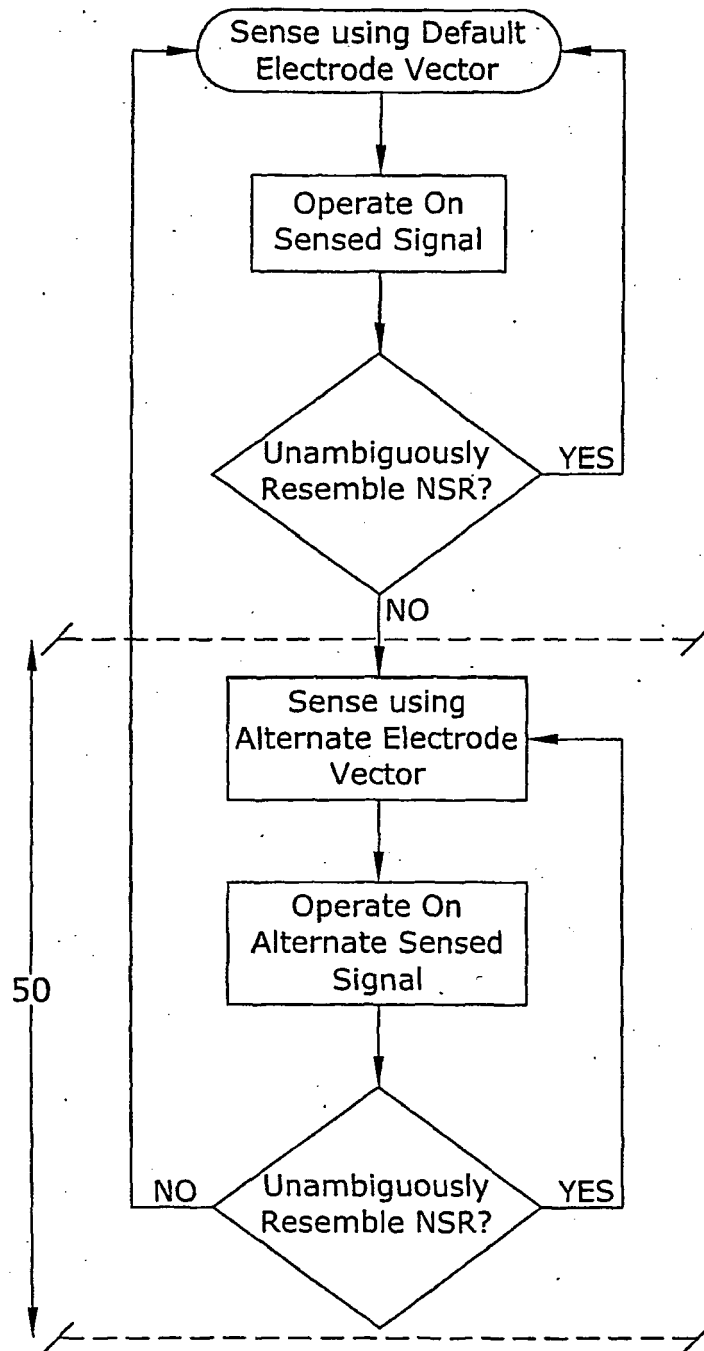 Sense using Default
Electrode Vector
Operate On
Sensed Signal
Unambiguously
Resemble NSR?
YES
NO
Sense using
Alternate Electrode
Vector
Operate On
Alternate Sensed
Signal
50
Unambiguously
Resemble NSR?
NO
YES